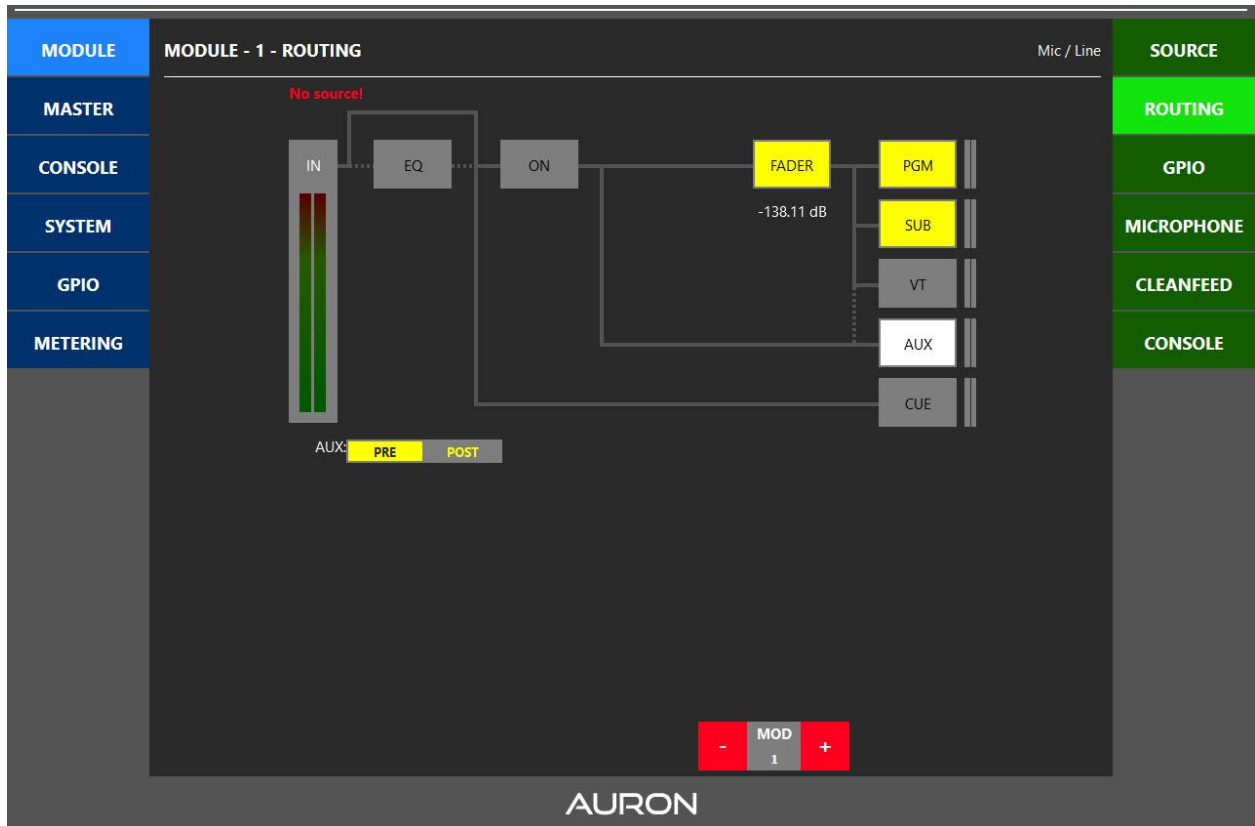 MODULE
MASTER
CONSOLE
SYSTEM
GPIO
METERING
MODULE - 1 - ROUTING
Mic / Line
No source!
IN
EQ
ON
FADER
-138.11 dB
PGM
SUB
VT
AUX
CUE
AUX: PRE POST
- MOD +
1
SOURCE
ROUTING
GPIO
MICROPHONE
CLEANFEED
CONSOLE
AURON